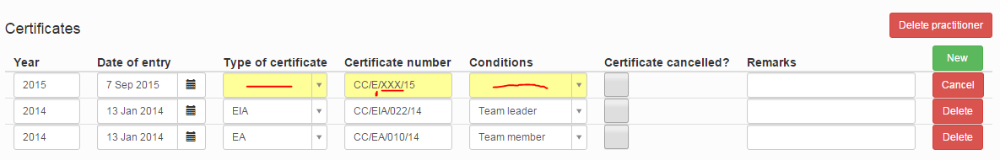 Certificates
Delete practitioner
Year Date of entry Type of certificate Certificate number Conditions Certificate cancelled? Remarks New
2015 7 Sep 2015 CC/E/XXX/15 Cancel
2014 13 Jan 2014 EIA CC/EIA/022/14 Team leader Delete
2014 13 Jan 2014 EA CC/EA/010/14 Team member Delete